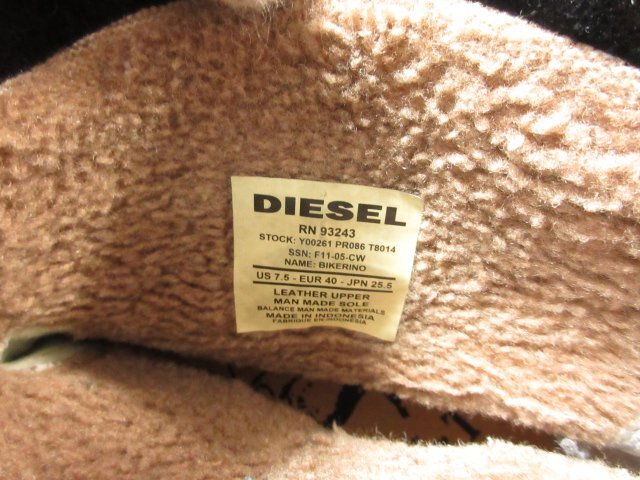 DIESEL
RN 93243
STOCK: Y00261 PR086 T8014
SSN: F11-05-CW
NAME: BIKERINO
US 7.5 - EUR 40 - JPN 25.5
LEATHER UPPER
MAN MADE SOLE
BALANCE MAN MADE MATERIALS
MADE IN INDONESIA
FABRIQUE EN INDONESIA